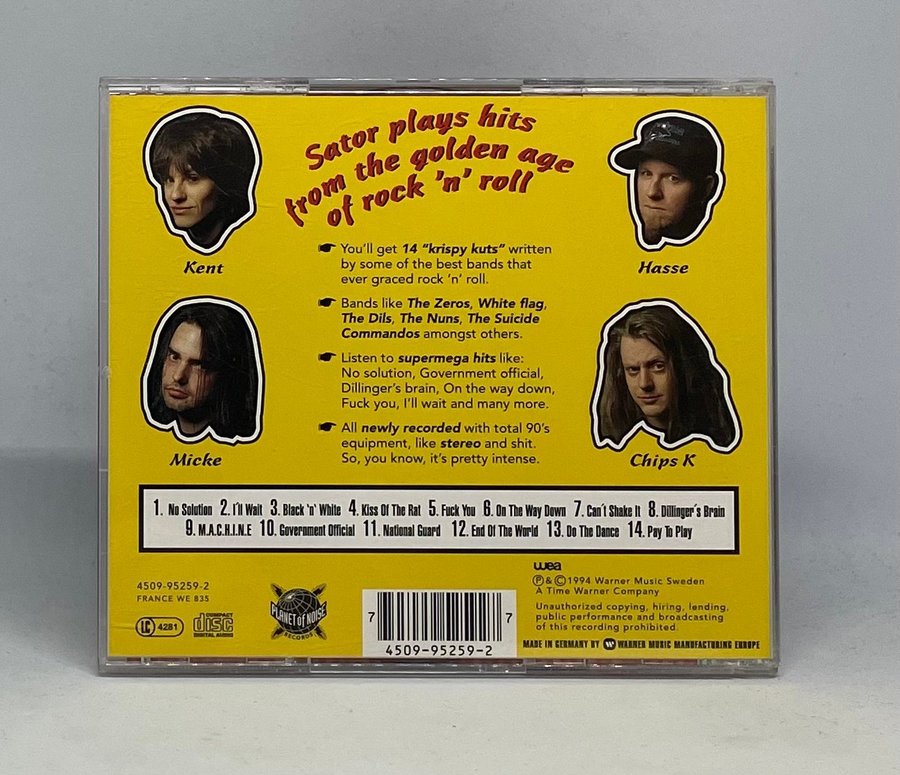 Sator plays hits
from the golden age
of rock 'n' roll
Kent
Hasse
Micke
Chips K
You'll get 14 "krispy kuts" written
by some of the best bands that
ever graced rock 'n' roll.
Bands like The Zeros, White flag,
The Dils, The Nuns, The Suicide
Commandos amongst others.
Listen to supermega hits like:
No solution, Government official,
Dillinger's brain, On the way down,
Fuck you, I'll wait and many more.
All newly recorded with total 90's
equipment, like stereo and shit.
So, you know, it's pretty intense.
1. No Solution 2. I'll Wait 3. Black 'n' White 4. Kiss Of The Rat 5. Fuck You 6. On The Way Down 7. Can't Shake It 8. Dillinger's Brain
9. M.A.C.H.I.N.E 10. Government Official 11. National Guard 12. End Of The World 13. Do The Dance 14. Pay To Play
4509-95259-2
FRANCE WE 835
LC 4281
COMPACT
disc
DIGITAL AUDIO
PLANET OF NOISE
RECORDS
7 4509-95259-2 7
wea
℗ & © 1994 Warner Music Sweden
A Time Warner Company
Unauthorized copying, hiring, lending,
public performance and broadcasting
of this recording prohibited.
MADE IN GERMANY BY WARNER MUSIC MANUFACTURING EUROPE